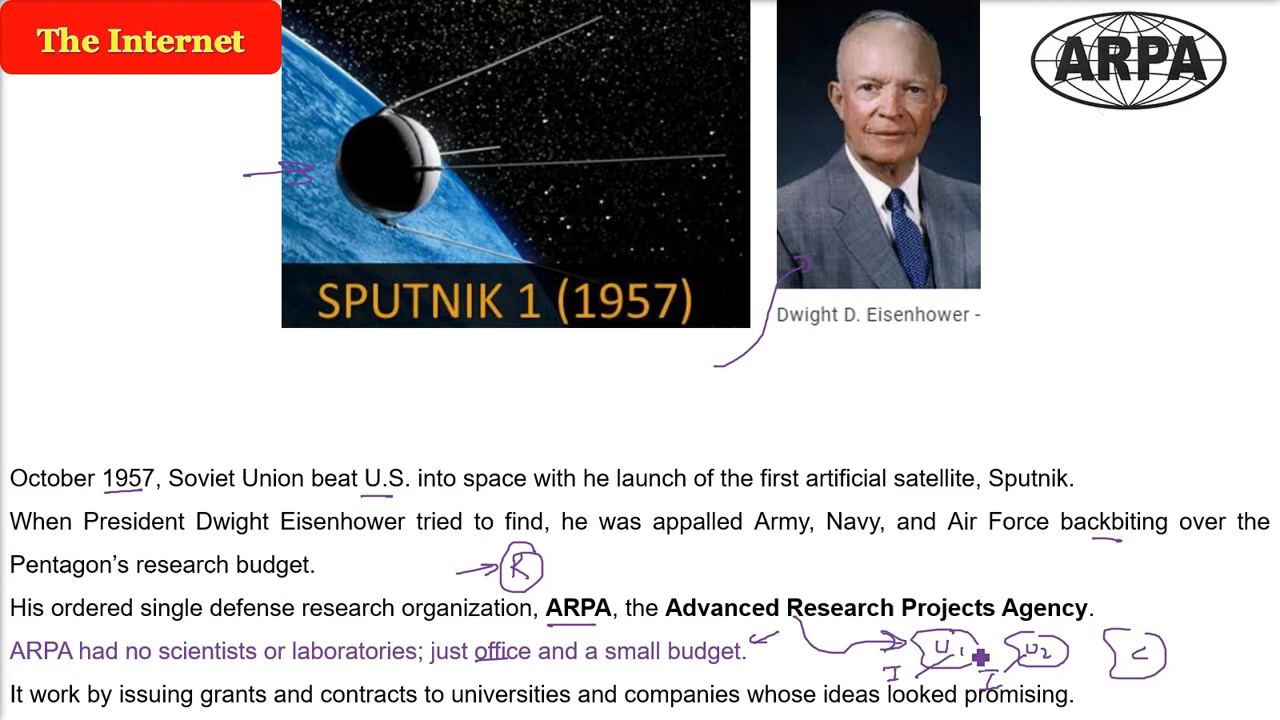 The Internet
ARPA
SPUTNIK 1 (1957)
Dwight D. Eisenhower -
October 1957, Soviet Union beat U.S. into space with he launch of the first artificial satellite, Sputnik.
When President Dwight Eisenhower tried to find, he was appalled Army, Navy, and Air Force backbiting over the
Pentagon’s research budget.
R
His ordered single defense research organization, ARPA, the Advanced Research Projects Agency.
ARPA had no scientists or laboratories; just office and a small budget.
U1 U2 C
I I
It work by issuing grants and contracts to universities and companies whose ideas looked promising.